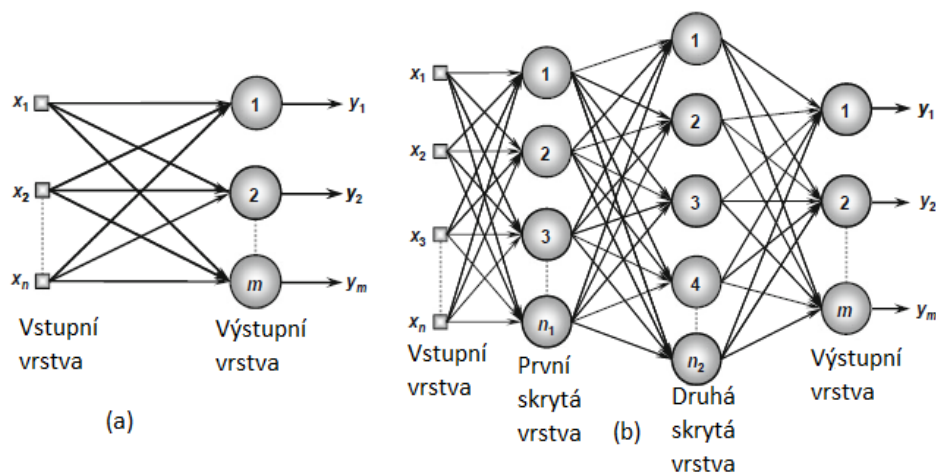 x1
x2
xn
1
2
m
y1
y2
ym
Vstupní
vrstva
Výstupní
vrstva
(a)
x1
x2
x3
xn
1
2
3
n1
1
2
3
4
n2
1
2
m
y1
y2
ym
Vstupní
vrstva
První
skrytá
vrstva
Druhá
skrytá
vrstva
Výstupní
vrstva
(b)